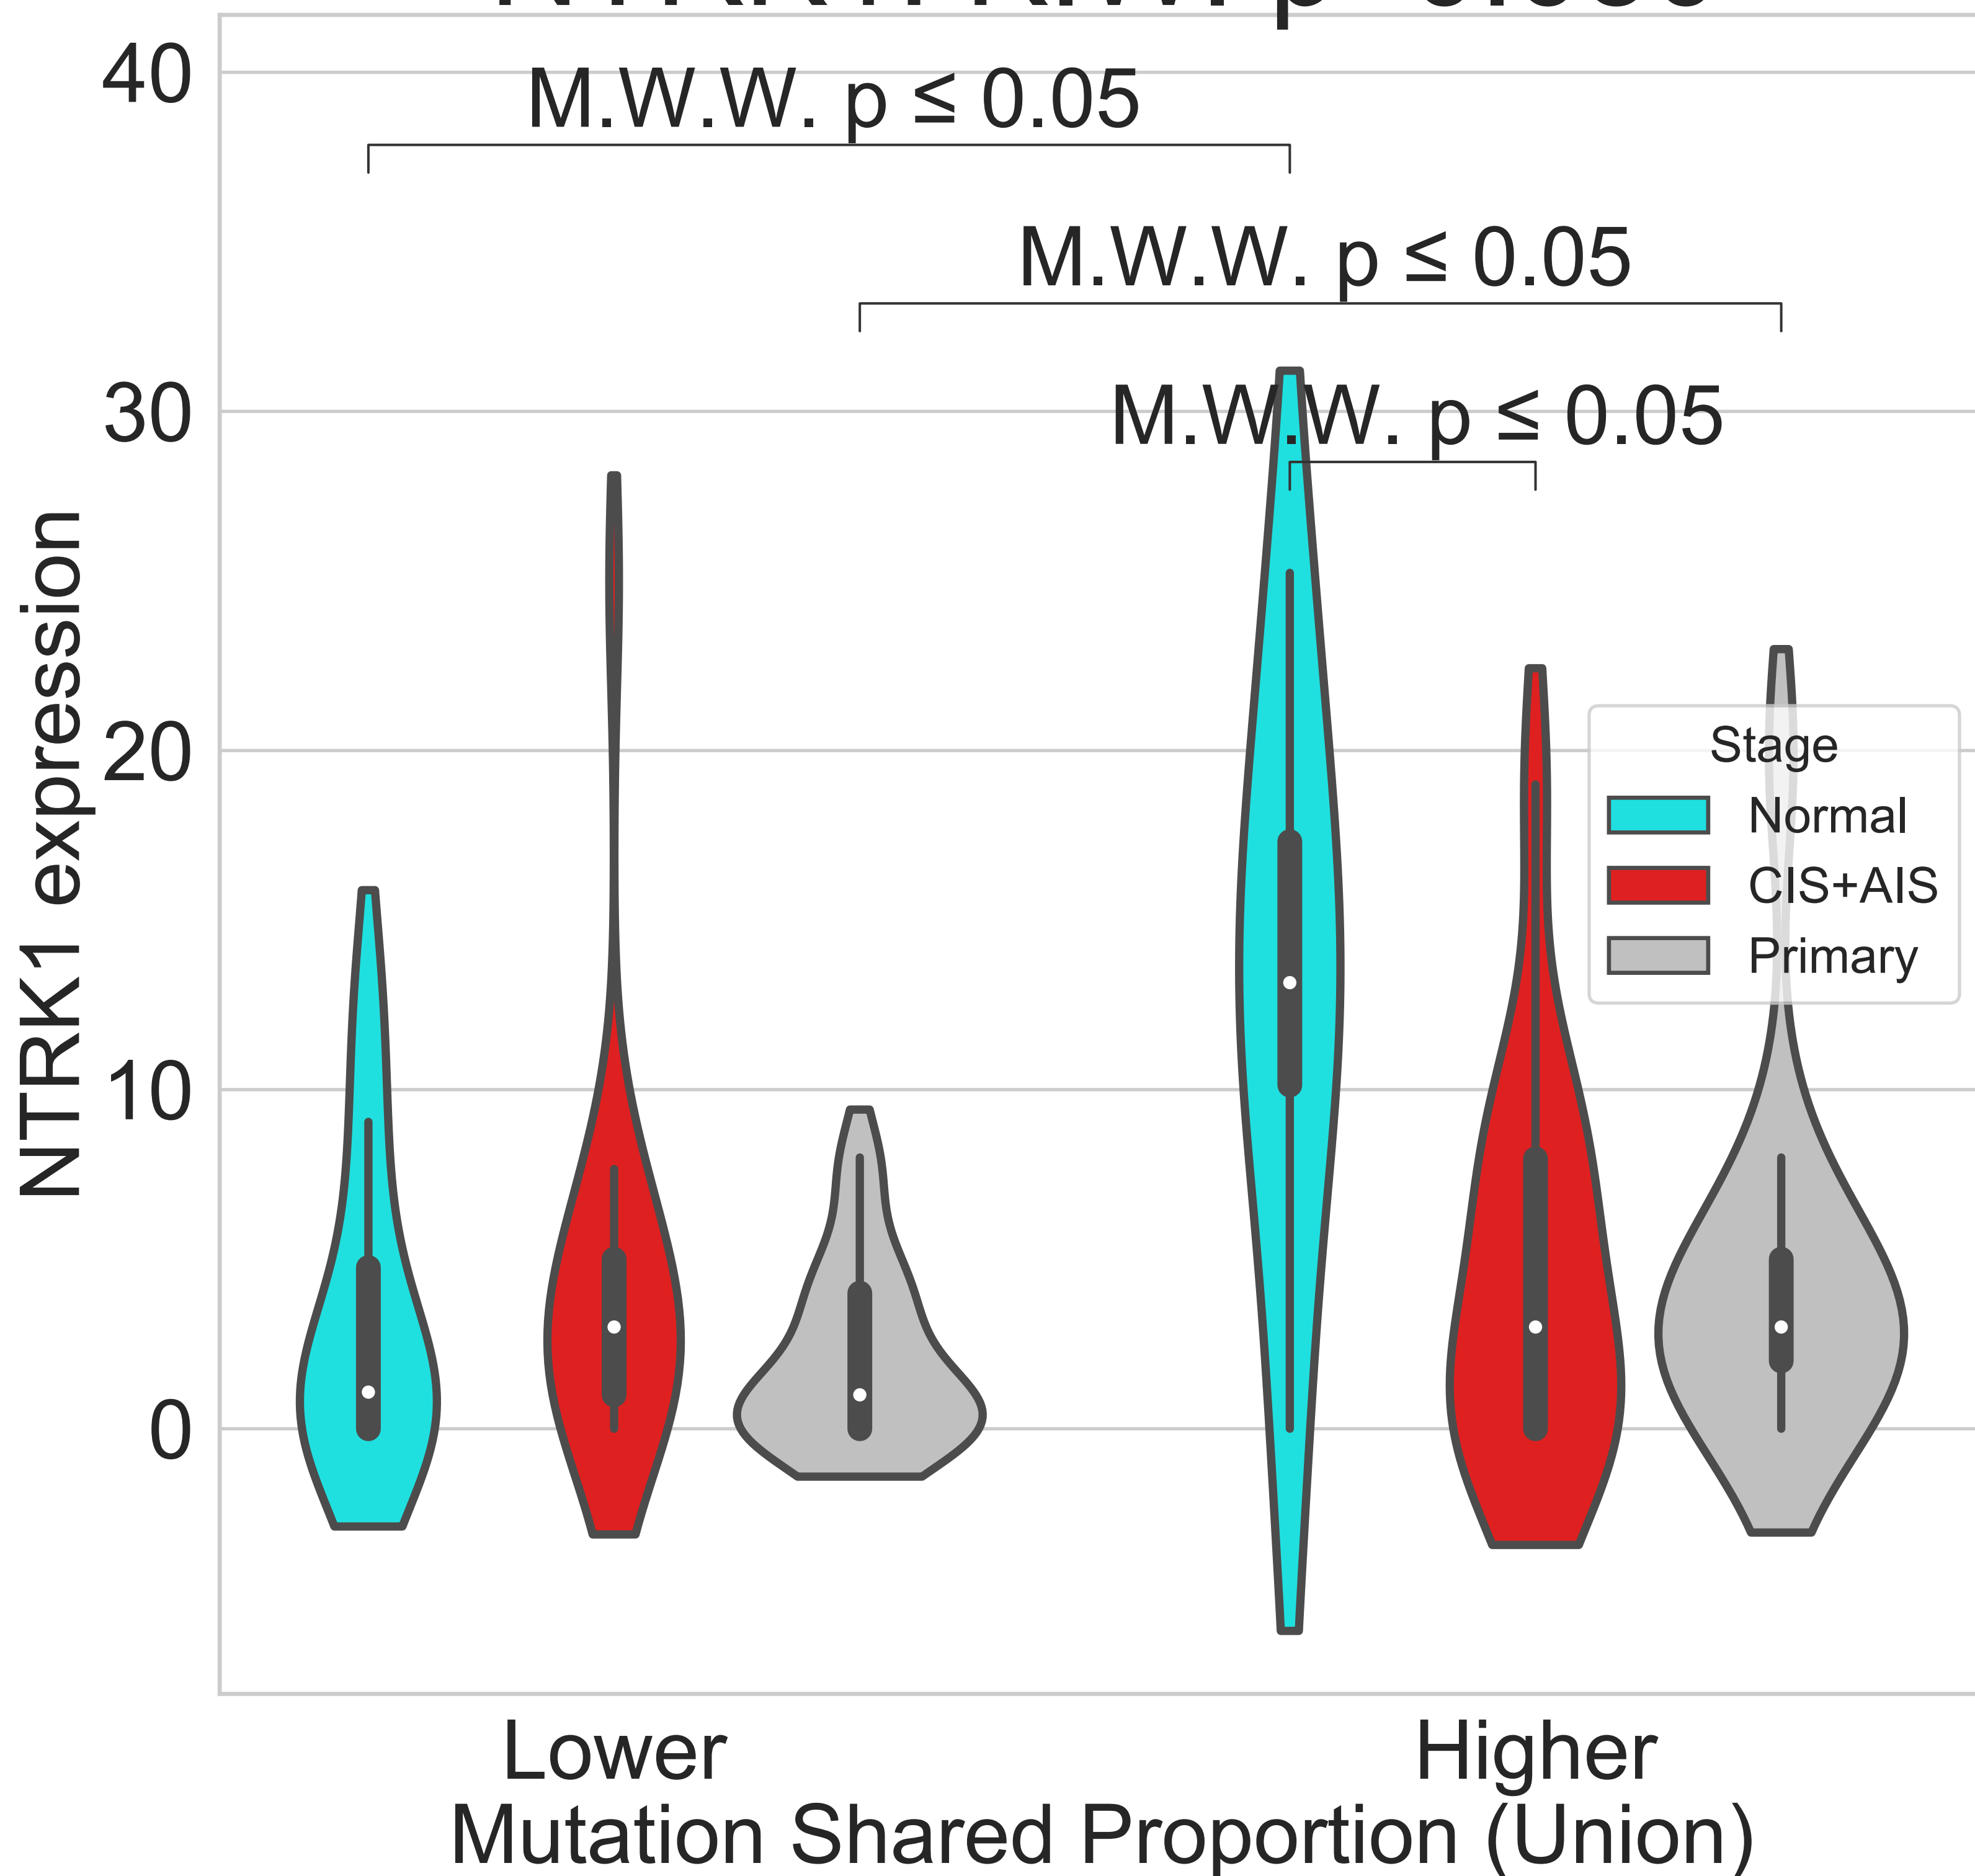 40
M.W.W. p ≤ 0.05
M.W.W. p ≤ 0.05
30
M.W.W. p ≤ 0.05
NTRK1 expression
20
Stage
Normal
CIS+AIS
Primary
10
0
Lower
Higher
Mutation Shared Proportion (Union)